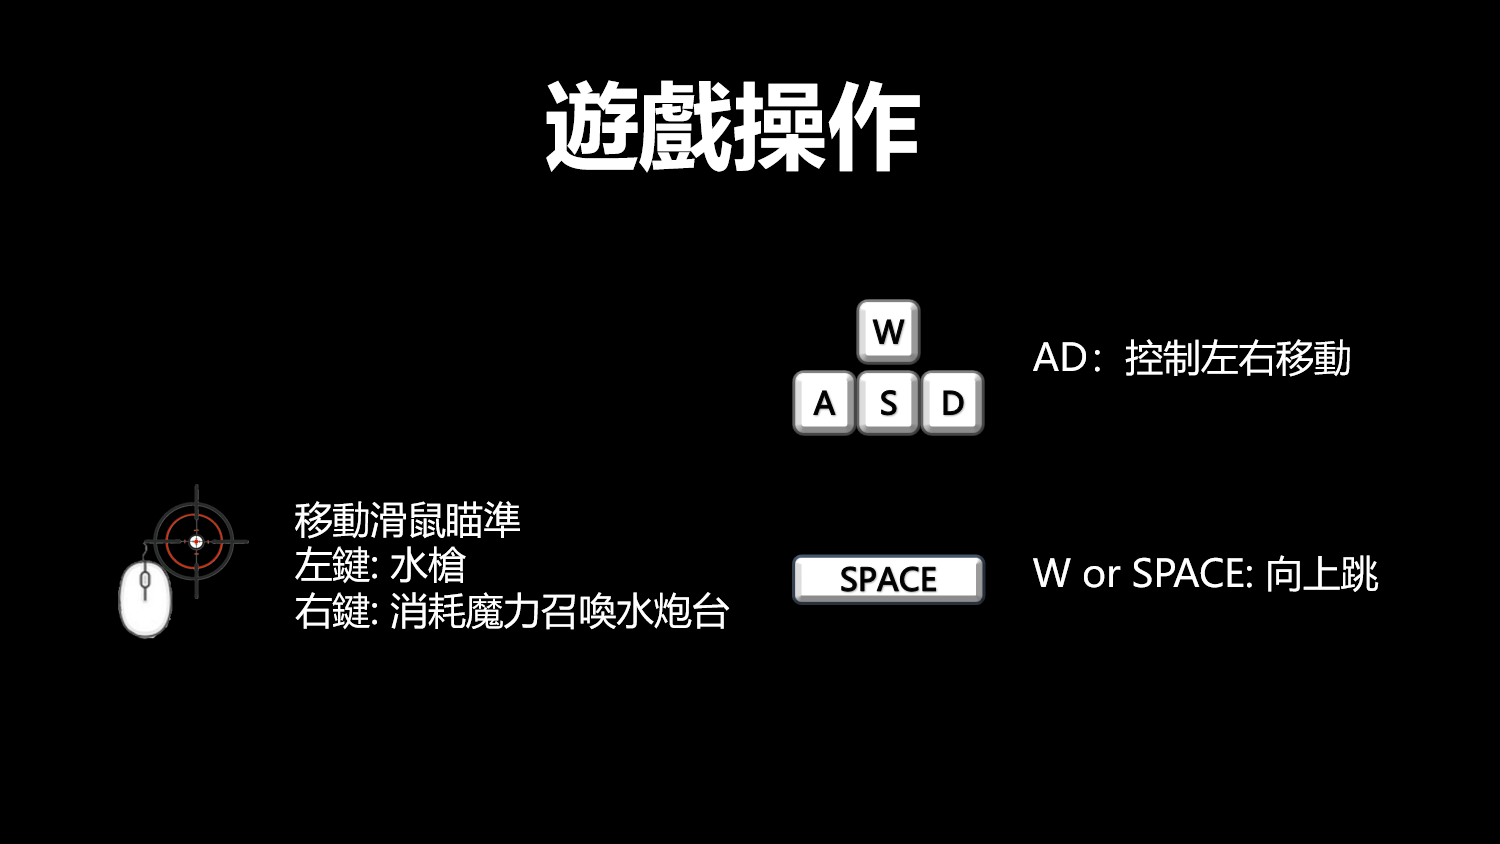 遊戲操作
W
A S D
AD：控制左右移動
移動滑鼠瞄準
左鍵: 水槍
右鍵: 消耗魔力召喚水炮台
SPACE
W or SPACE: 向上跳